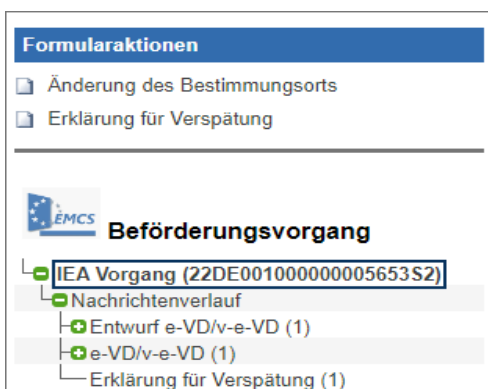 Formularaktionen
Änderung des Bestimmungsorts
Erklärung für Verspätung
EMCS Beförderungsvorgang
IEA Vorgang (22DE001000000005653S2)
Nachrichtenverlauf
Entwurf e-VD/v-e-VD (1)
e-VD/v-e-VD (1)
Erklärung für Verspätung (1)